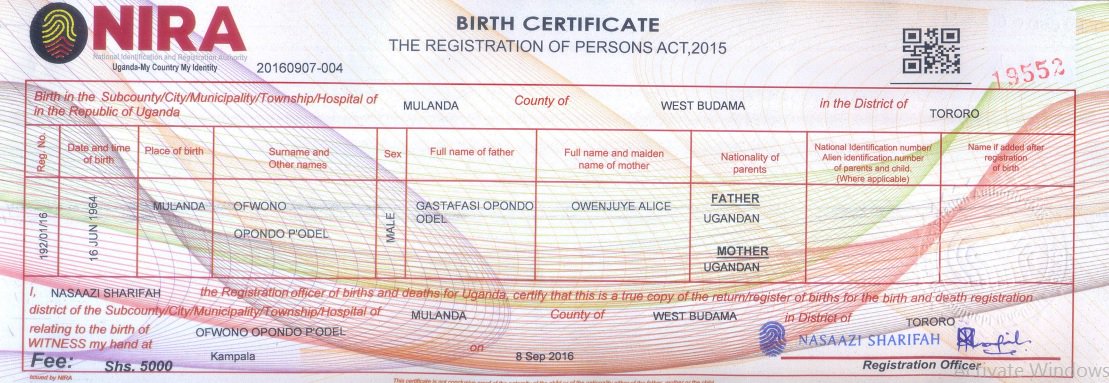 NIRA
National Identification and Registration Authority
Uganda-My Country My Identity
20160907-004
BIRTH CERTIFICATE
THE REGISTRATION OF PERSONS ACT,2015
19552
Birth in the Subcounty/City/Municipality/Township/Hospital of MULANDA County of WEST BUDAMA in the District of TORORO
in the Republic of Uganda
Reg. No. Date and time of birth Place of birth Surname and Other names Sex Full name of father Full name and maiden name of mother Nationality of parents National Identification number/ Alien identification number of parents and child. (Where applicable) Name if added after registration of birth
192/01/16 16 JUN 1964 MULANDA OFWONO OPONDO P'ODEL MALE GASTAFASI OPONDO ODEL OWENJUYE ALICE FATHER UGANDAN MOTHER UGANDAN
I, NASAAZI SHARIFAH the Registration officer of births and deaths for Uganda, certify that this is a true copy of the return/register of births for the birth and death registration
district of the Subcounty/City/Municipality/Township/Hospital of MULANDA County of WEST BUDAMA in District of TORORO
relating to the birth of OFWONO OPONDO P'ODEL
WITNESS my hand at Kampala on 8 Sep 2016
NASAAZI SHARIFAH
Fee: Shs. 5000 Registration Officer
Issued by NIRA
Activate Windows